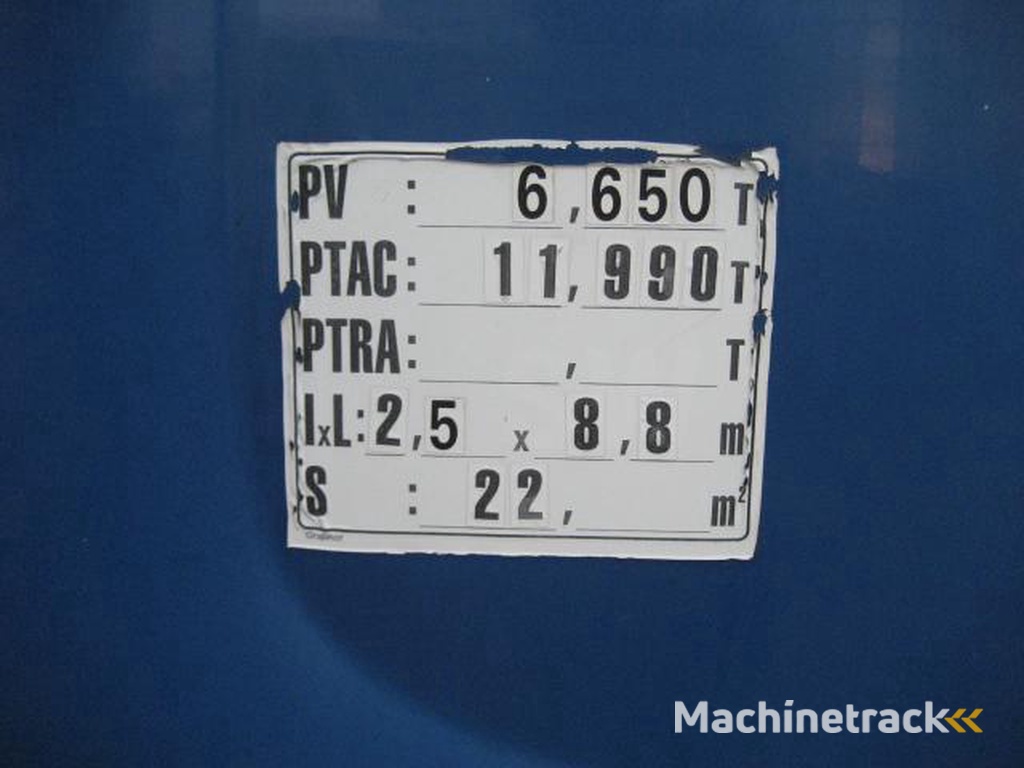 PV : 6,650 T
PTAC: 11,990 T
PTRA: , T
lxL: 2,5 x 8,8 m
S : 22, m²
Machinetrack